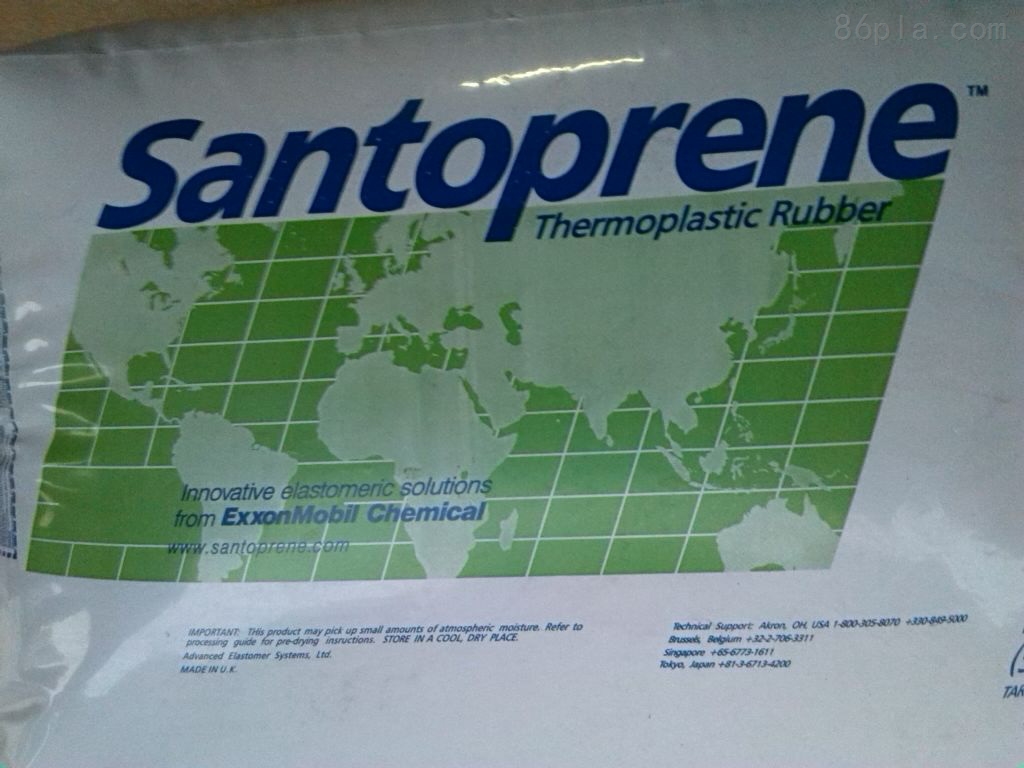 86pla.com
Santoprene™
Thermoplastic Rubber
Innovative elastomeric solutions
from ExxonMobil Chemical
www.santoprene.com
IMPORTANT: THis product may pick up small amounts of atmospheric moisture. Refer to
processing guide for pre-drying insructions. STORE IN A COOL, DRY PLACE.
Advanced Elastomer Systems, Ltd.
MADE IN U.K.
Technical Support: Akron, OH, USA 1-800-305-8070 +330-849-5000
Brussels, Belgium +32-2-706-3311
Singapore +65-6773-1611
Tokyo, Japan +81-3-6713-4200